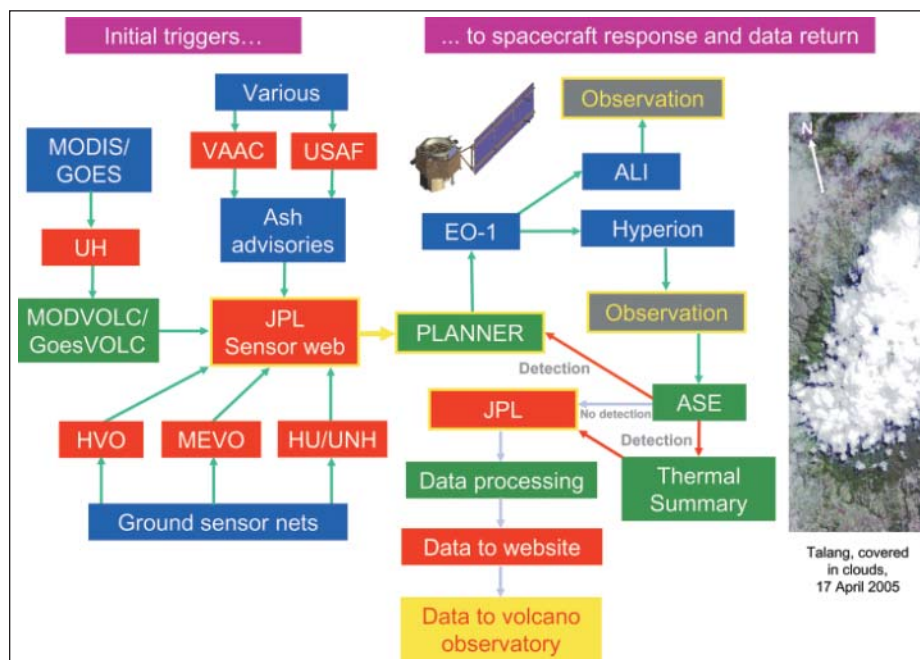 Initial triggers…
... to spacecraft response and data return
Various
VAAC
USAF
Ash
advisories
MODIS/
GOES
UH
MODVOLC/
GoesVOLC
JPL
Sensor web
HVO
MEVO
HU/UNH
Ground sensor nets
Observation
ALI
EO-1
Hyperion
Observation
PLANNER
Detection
ASE
No detection
JPL
Detection
Thermal
Summary
Data processing
Data to website
Data to volcano
observatory
N
Talang, covered
in clouds,
17 April 2005